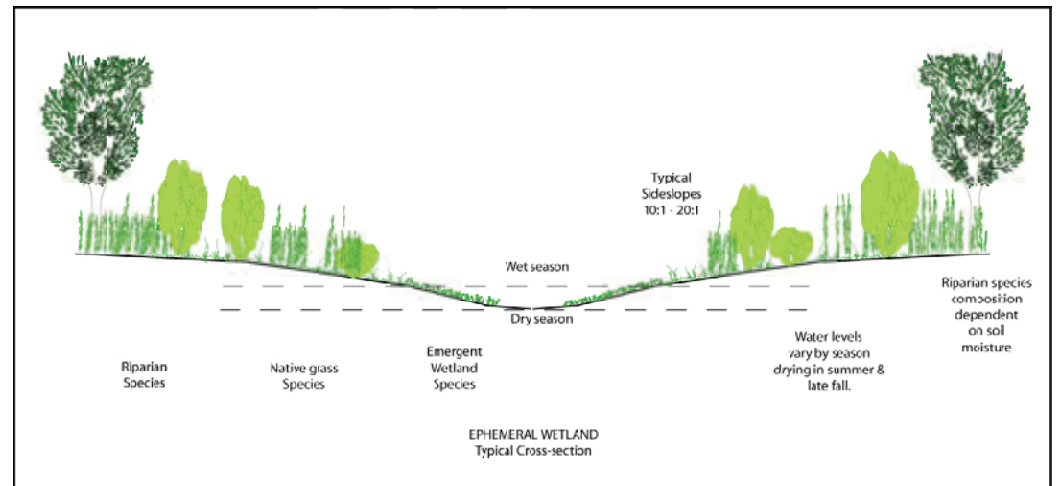 Typical
Sideslopes
10:1 - 20:1
Wet season
Dry season
Riparian species
composition
dependent
on soil
moisture
Water levels
vary by season
drying in summer &
late fall.
Riparian
Species
Native grass
Species
Emergent
Wetland
Species
EPHEMERAL WETLAND
Typical Cross-section